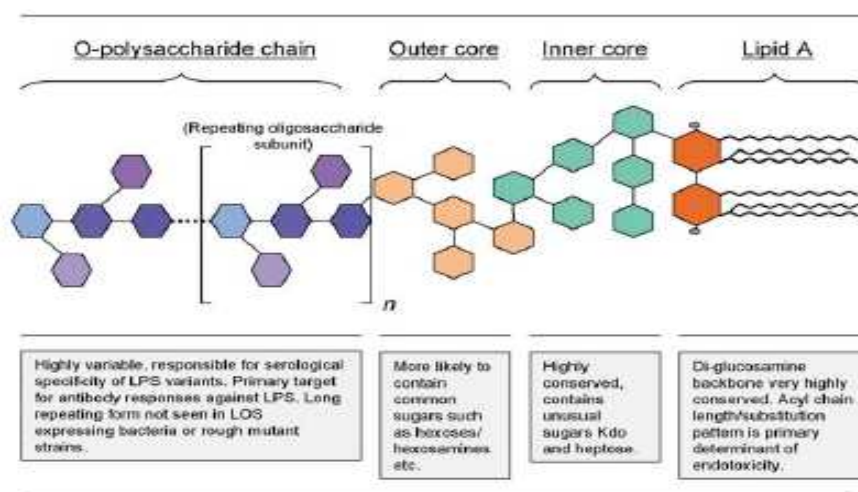 O-polysaccharide chain
Outer core
Inner core
Lipid A
(Repeating oligosaccharide
subunit)
n
Highly variable, responsible for serological
specificity of LPS variants. Primary target
for antibody responses against LPS. Long
repeating form not seen in LOS
expressing bacteria or rough mutant
strains.
More likely to
contain
common
sugars such
as hexoses/
hexosamines
etc.
Highly
conserved,
contains
unusual
sugars Kdo
and heptose.
Di-glucosamine
backbone very highly
conserved. Acyl chain
length/substitution
pattern is primary
determinant of
endotoxicity.